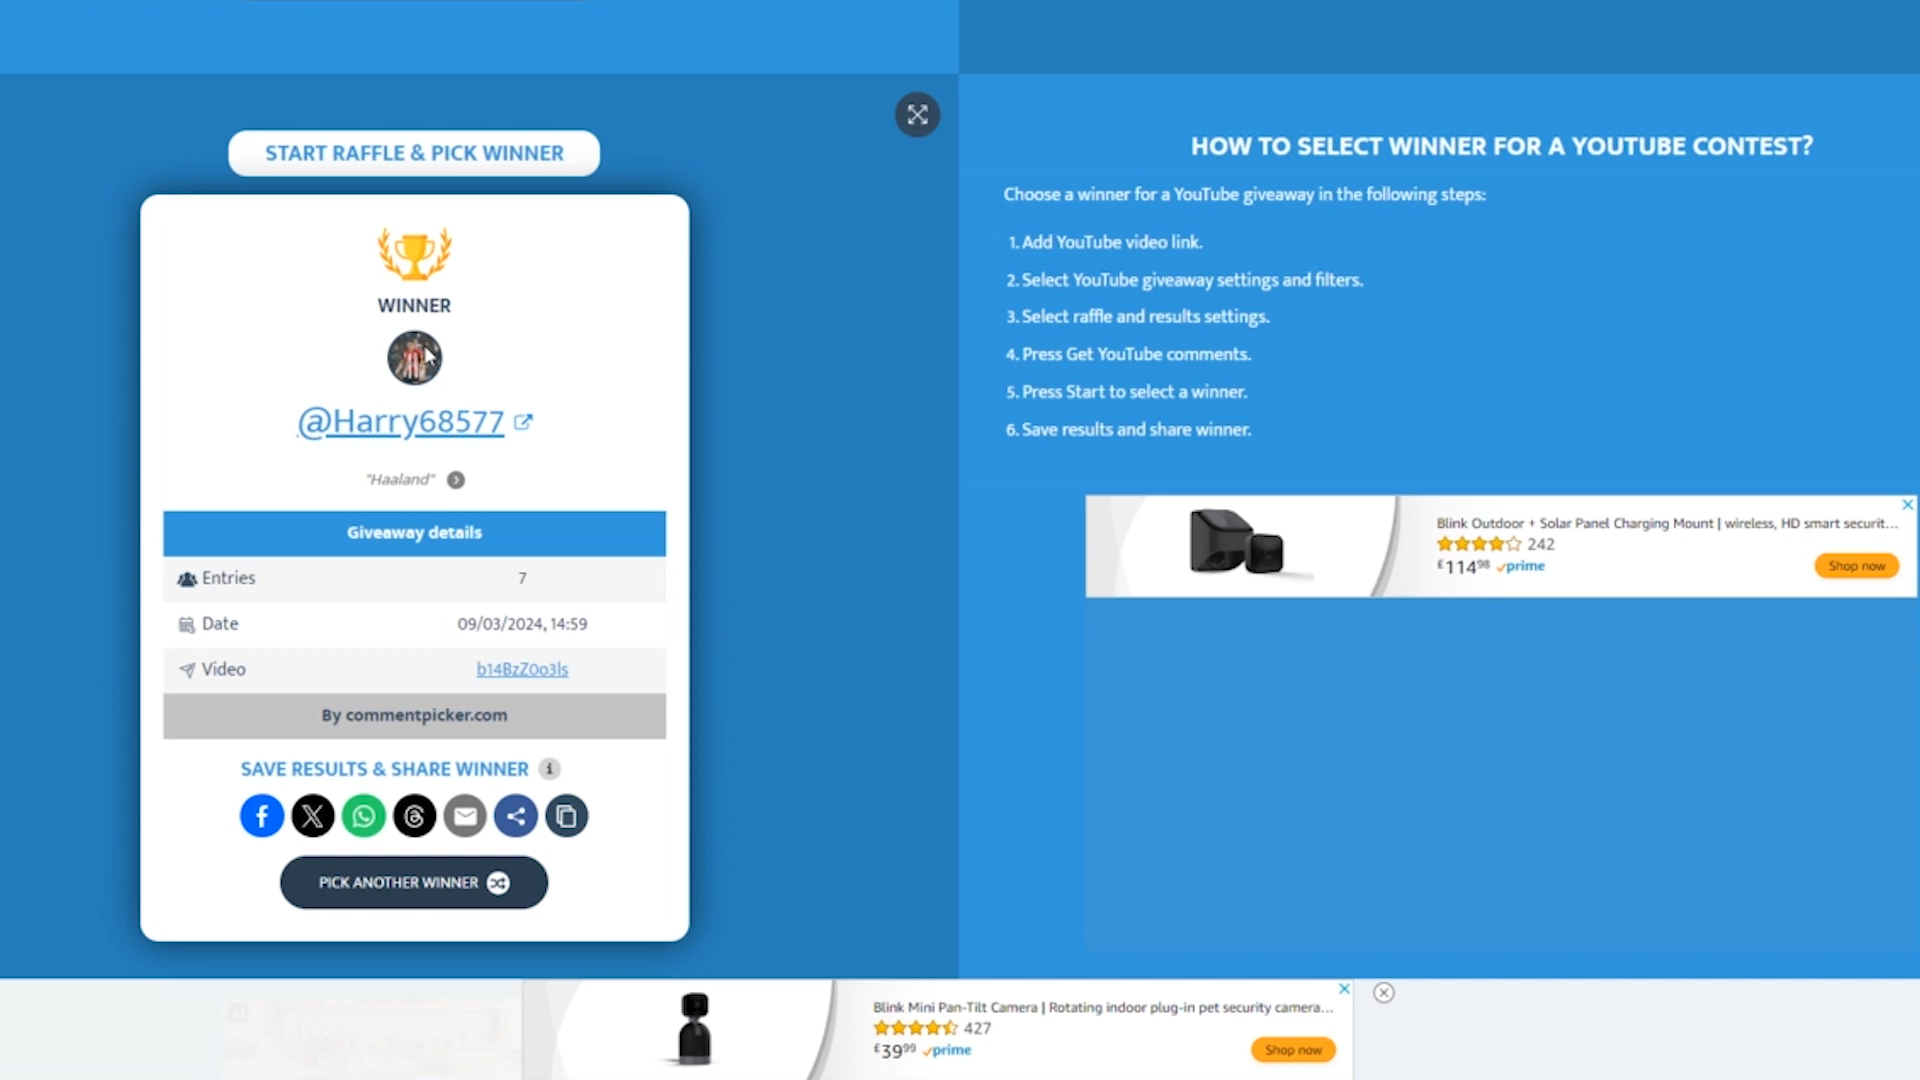 START RAFFLE & PICK WINNER
WINNER
@Harry68577
"Haaland"
Giveaway details
Entries 7
Date 09/03/2024, 14:59
Video b14BzZ0o3ls
By commentpicker.com
SAVE RESULTS & SHARE WINNER i
PICK ANOTHER WINNER
HOW TO SELECT WINNER FOR A YOUTUBE CONTEST?
Choose a winner for a YouTube giveaway in the following steps:
1. Add YouTube video link.
2. Select YouTube giveaway settings and filters.
3. Select raffle and results settings.
4. Press Get YouTube comments.
5. Press Start to select a winner.
6. Save results and share winner.
Blink Outdoor + Solar Panel Charging Mount | wireless, HD smart securit...
242
£114.98 prime
Shop now
Blink Mini Pan-Tilt Camera | Rotating indoor plug-in pet security camera...
427
£39.99 prime
Shop now